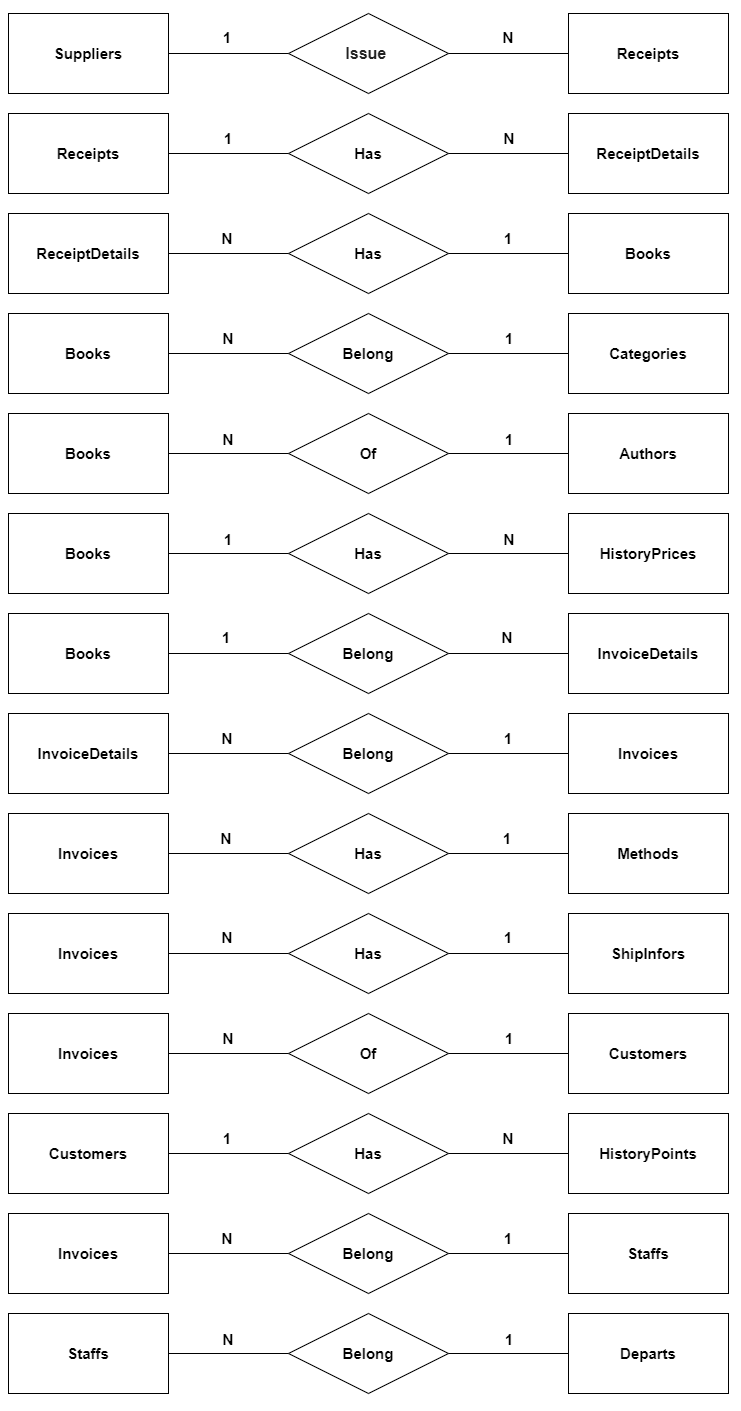 Suppliers 1 Issue N Receipts
Receipts 1 Has N ReceiptDetails
ReceiptDetails N Has 1 Books
Books N Belong 1 Categories
Books N Of 1 Authors
Books 1 Has N HistoryPrices
Books 1 Belong N InvoiceDetails
InvoiceDetails N Belong 1 Invoices
Invoices N Has 1 Methods
Invoices N Has 1 ShipInfors
Invoices N Of 1 Customers
Customers 1 Has N HistoryPoints
Invoices N Belong 1 Staffs
Staffs N Belong 1 Departs